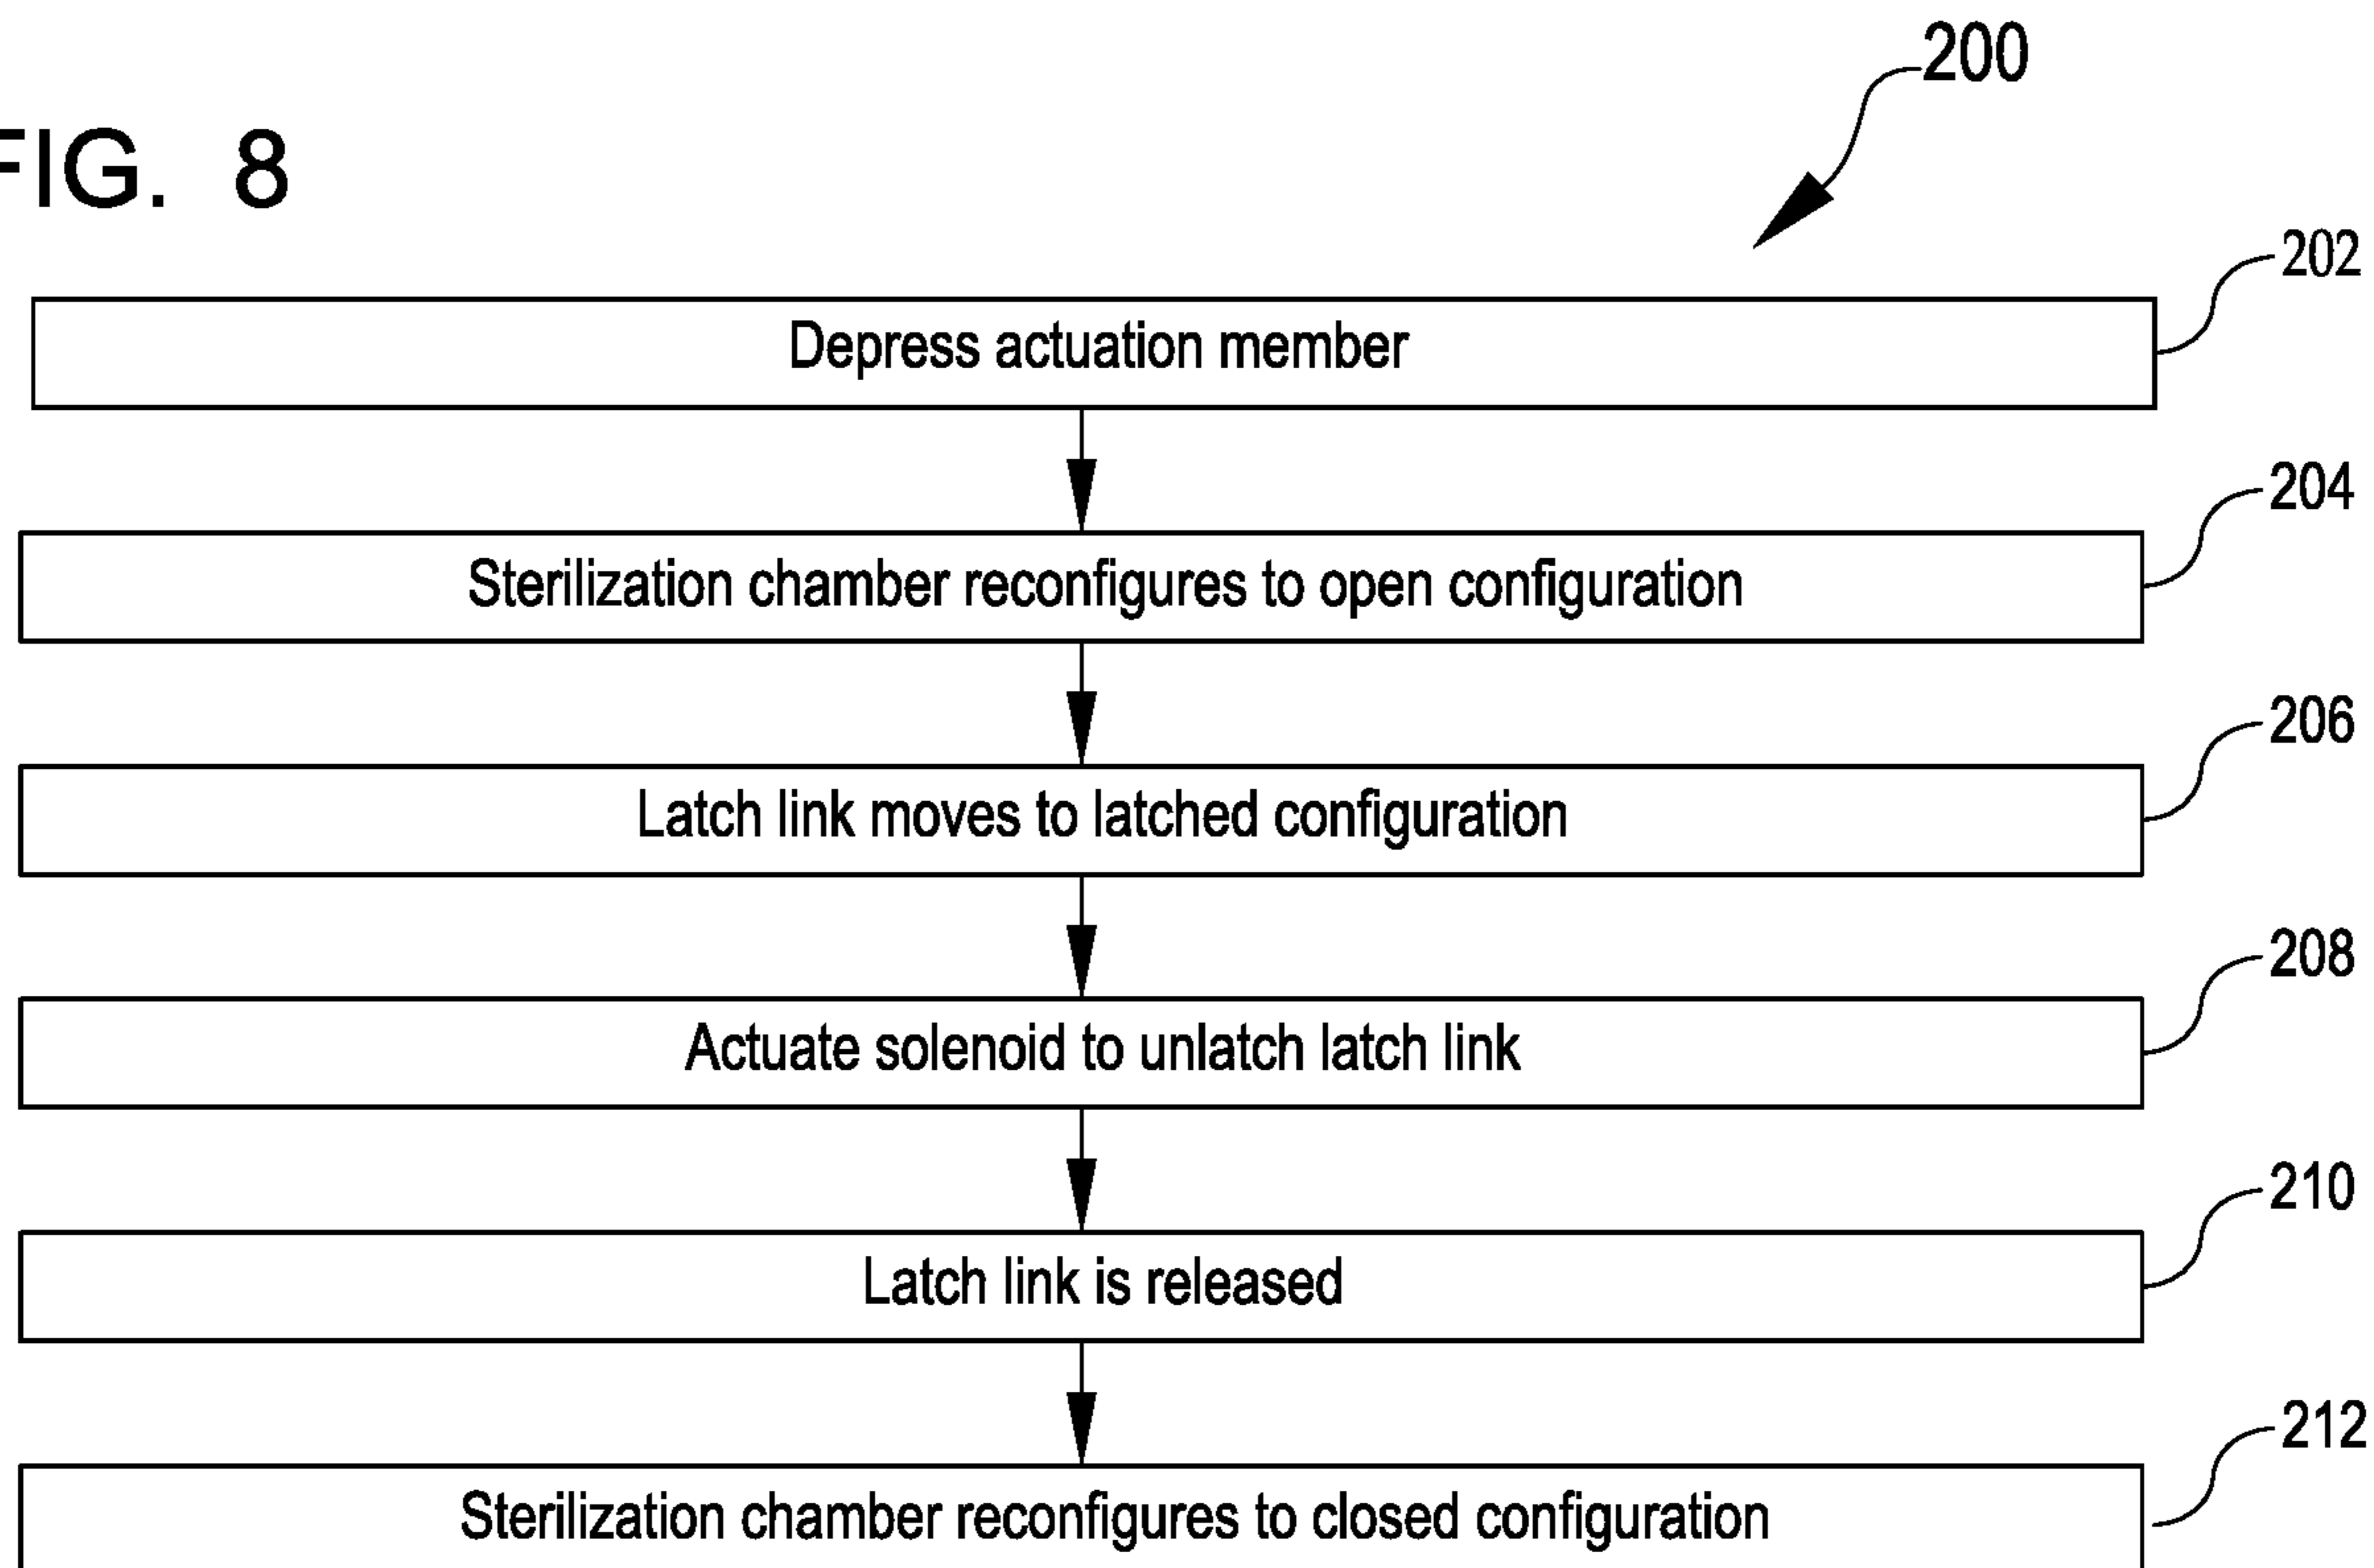 200
FIG. 8
202
Depress actuation member
204
Sterilization chamber reconfigures to open configuration
206
Latch link moves to latched configuration
208
Actuate solenoid to unlatch latch link
210
Latch link is released
212
Sterilization chamber reconfigures to closed configuration